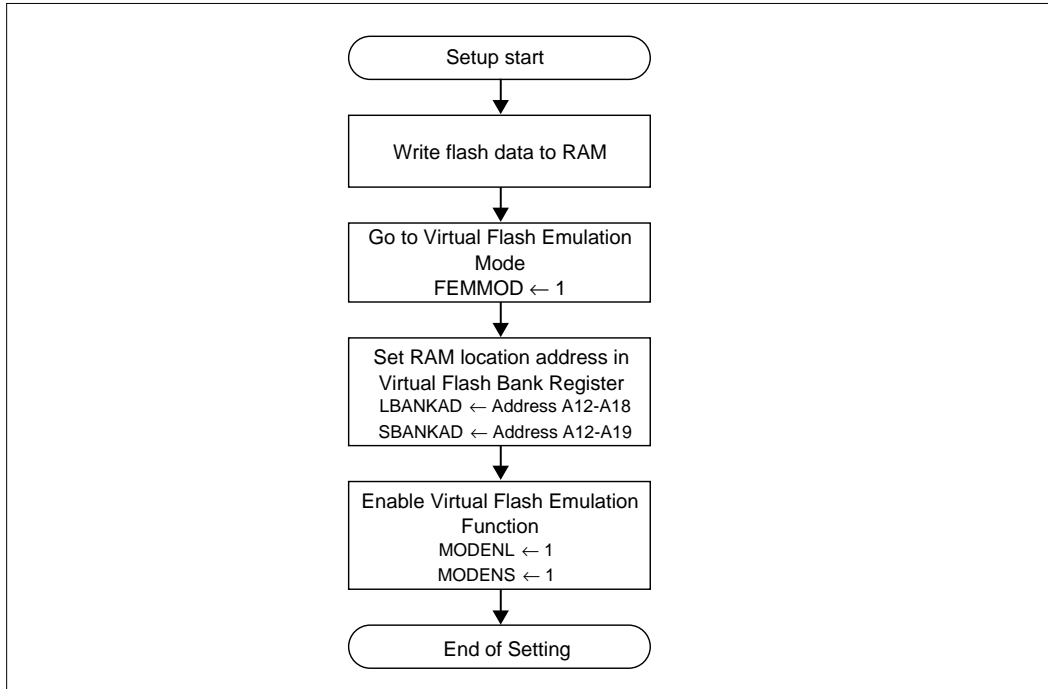 Setup start
Write flash data to RAM
Go to Virtual Flash Emulation
Mode
FEMMOD ← 1
Set RAM location address in
Virtual Flash Bank Register
LBANKAD ← Address A12-A18
SBANKAD ← Address A12-A19
Enable Virtual Flash Emulation
Function
MODENL ← 1
MODENS ← 1
End of Setting